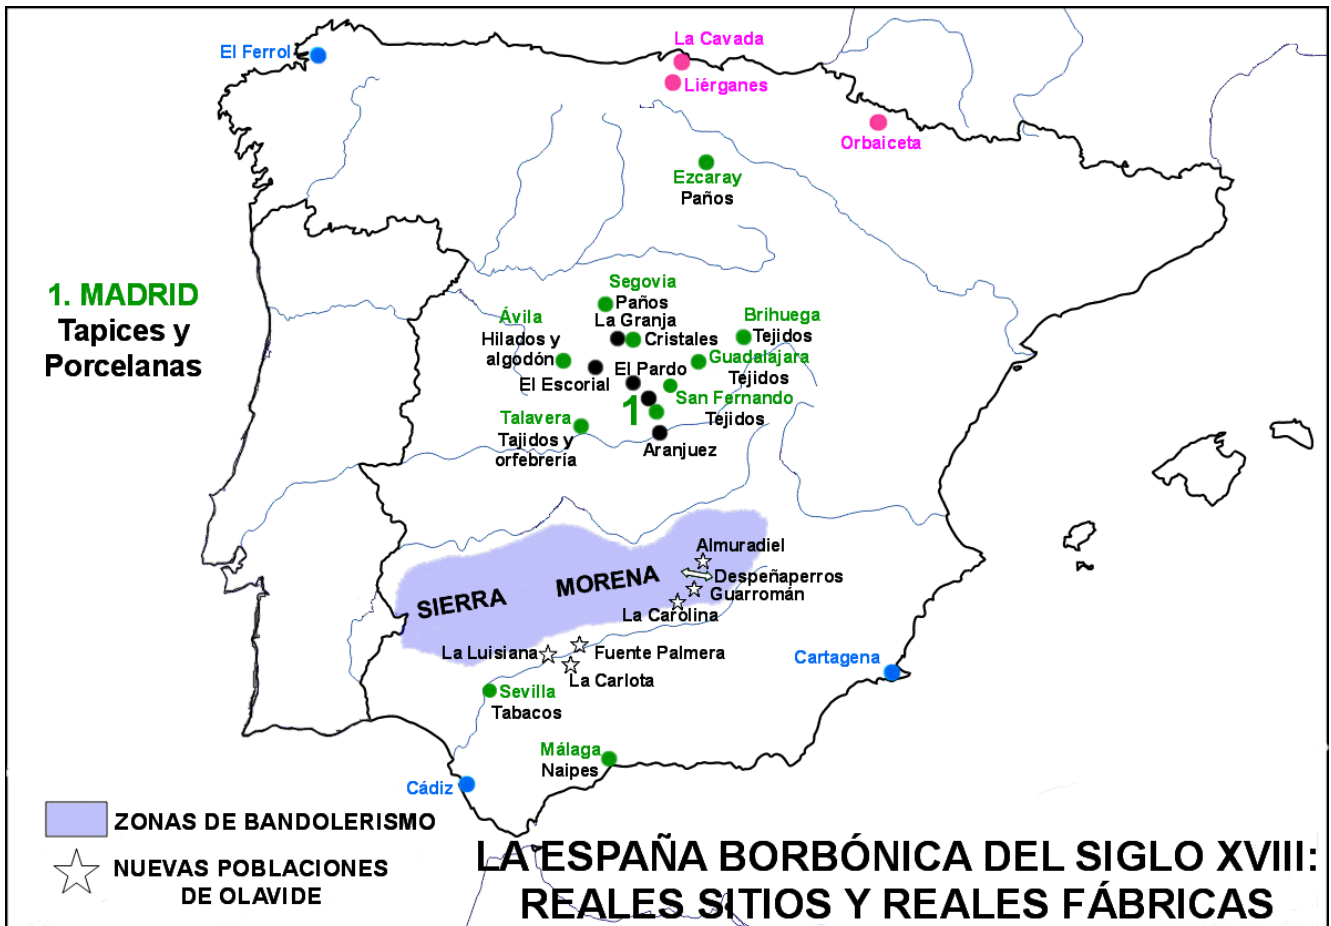 El Ferrol
La Cavada
Liérganes
Orbaiceta
Ezcaray
Paños
1. MADRID
Tapices y
Porcelanas
Segovia
Paños
La Granja
Cristales
Ávila
Hilados y
algodón
El Escorial
El Pardo
Brihuega
Tejidos
Guadalajara
Tejidos
San Fernando
Tejidos
1
Talavera
Tajidos y
orfebrería
Aranjuez
SIERRA MORENA
Almuradiel
Despeñaperros
Guarromán
La Carolina
La Luisiana
Fuente Palmera
La Carlota
Cartagena
Sevilla
Tabacos
Málaga
Naipes
Cádiz
ZONAS DE BANDOLERISMO
NUEVAS POBLACIONES
DE OLAVIDE
LA ESPAÑA BORBÓNICA DEL SIGLO XVIII:
REALES SITIOS Y REALES FÁBRICAS